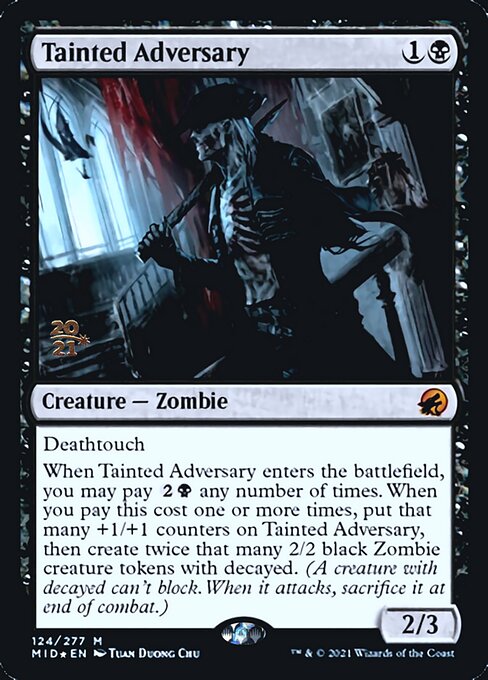 Tainted Adversary 1
20
21
Creature — Zombie
Deathtouch
When Tainted Adversary enters the battlefield,
you may pay 2 any number of times. When
you pay this cost one or more times, put that
many +1/+1 counters on Tainted Adversary,
then create twice that many 2/2 black Zombie
creature tokens with decayed. (A creature with
decayed can't block. When it attacks, sacrifice it at
end of combat.)
2/3
124/277 M
MID★EN Tuan Duong Chu
™ & © 2021 Wizards of the Coast